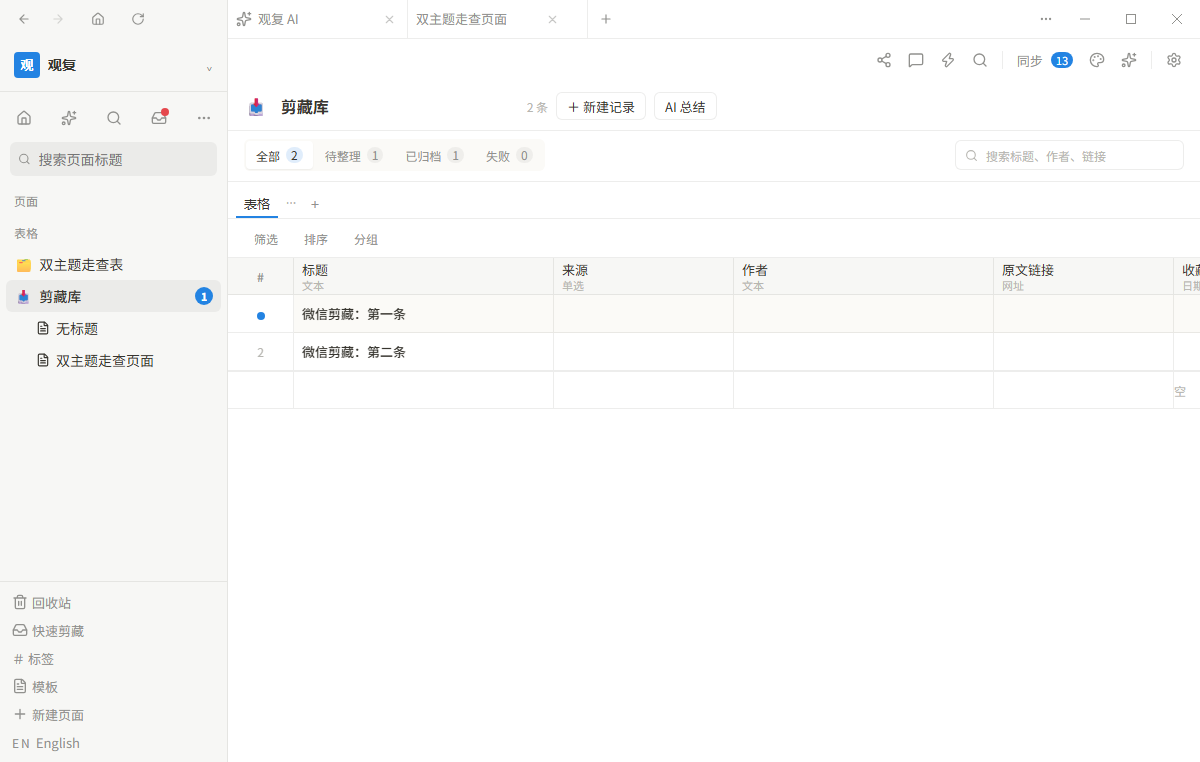 观复 AI
双主题走查页面
观 观复
同步 13
剪藏库
2 条
新建记录
AI 总结
搜索页面标题
全部 2
待整理 1
已归档 1
失败 0
搜索标题、作者、链接
页面
表格
双主题走查表
剪藏库 1
无标题
双主题走查页面
表格 ··· +
筛选 排序 分组
# 标题 来源 作者 原文链接
文本 单选 文本 网址 日期
微信剪藏：第一条
2 微信剪藏：第二条
空
回收站
快速剪藏
# 标签
模板
新建页面
EN English